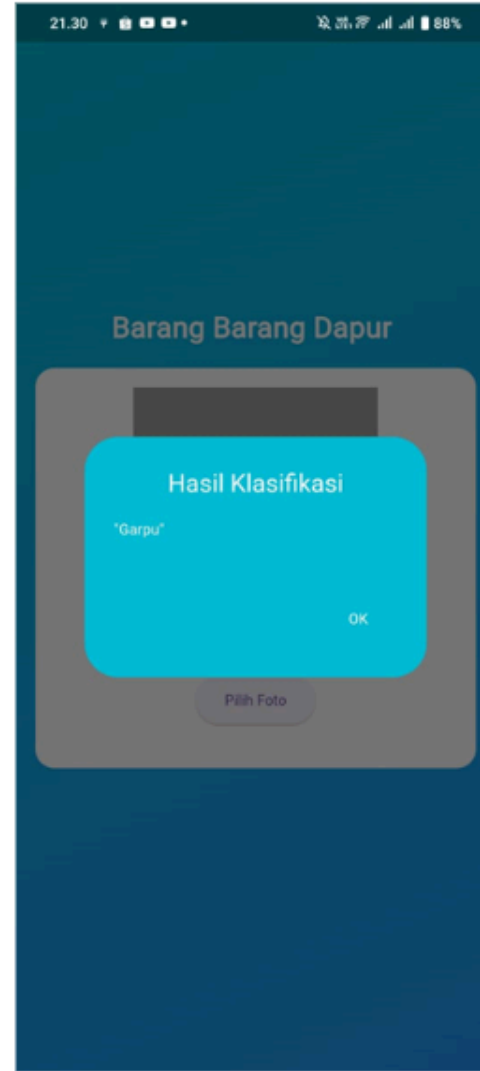 21.30
88%
Barang Barang Dapur
Hasil Klasifikasi
"Garpu"
OK
Pilih Foto